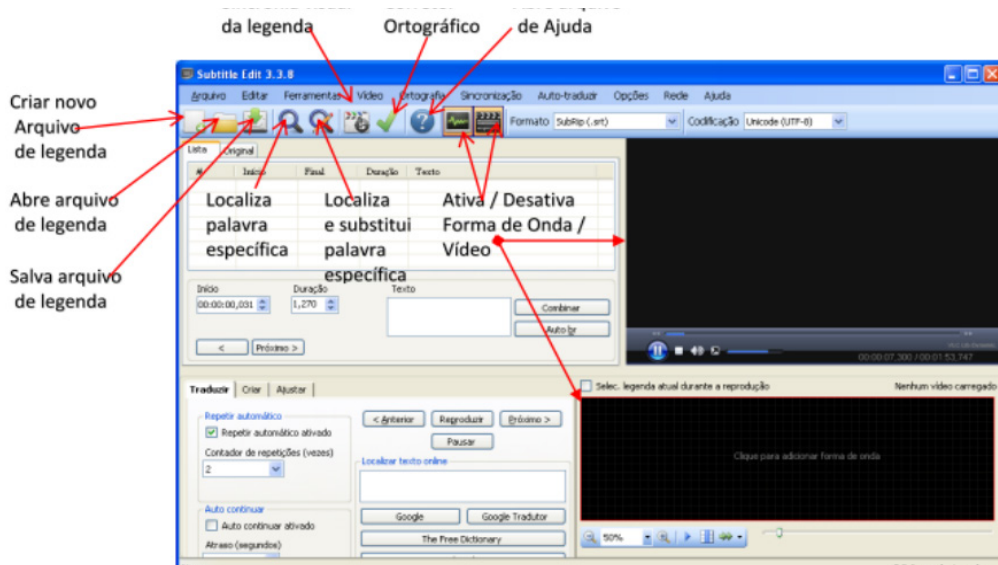 da legenda
Ortográfico
de Ajuda
Subtitle Edit 3.3.8
Arquivo Editar Ferramentas Vídeo Ortografia Sincronização Auto-traduzir Opções Rede Ajuda
Criar novo
Arquivo
de legenda
Formato SubRip (.srt) Codificação Unicode (UTF-8)
Lista Original
Início Final Duração Texto
Abre arquivo
de legenda
Localiza
palavra
específica
Localiza
e substitui
palavra
específica
Ativa / Desativa
Forma de Onda /
Vídeo
Salva arquivo
de legenda
Início Duração Texto
00:00:00,031 1,270
Combinar
Auto br
< Próximo >
00:00:07,300 / 00:01:53,747
Traduzir Criar Ajustar
Selec. legenda atual durante a reprodução Nenhum vídeo carregado
Repetir automático
Repetir automático ativado
Contador de repetições (vezes)
2
< Anterior Reproduzir Próximo >
Pausar
Localizar texto online
Google Google Tradutor
The Free Dictionary
Auto continuar
Auto continuar ativado
Atraso (segundos)
Clique para adicionar forma de onda
50%